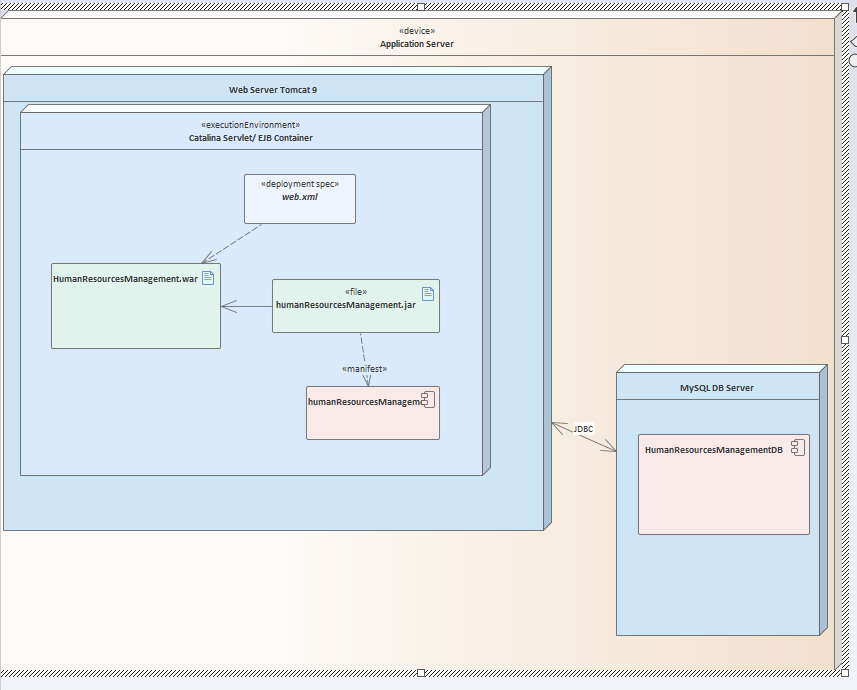 «device»
Application Server
Web Server Tomcat 9
«executionEnvironment»
Catalina Servlet/ EJB Container
«deployment spec»
web.xml
HumanResourcesManagement.war
«file»
humanResourcesManagement.jar
«manifest»
humanResourcesManagem
MySQL DB Server
JDBC
HumanResourcesManagementDB